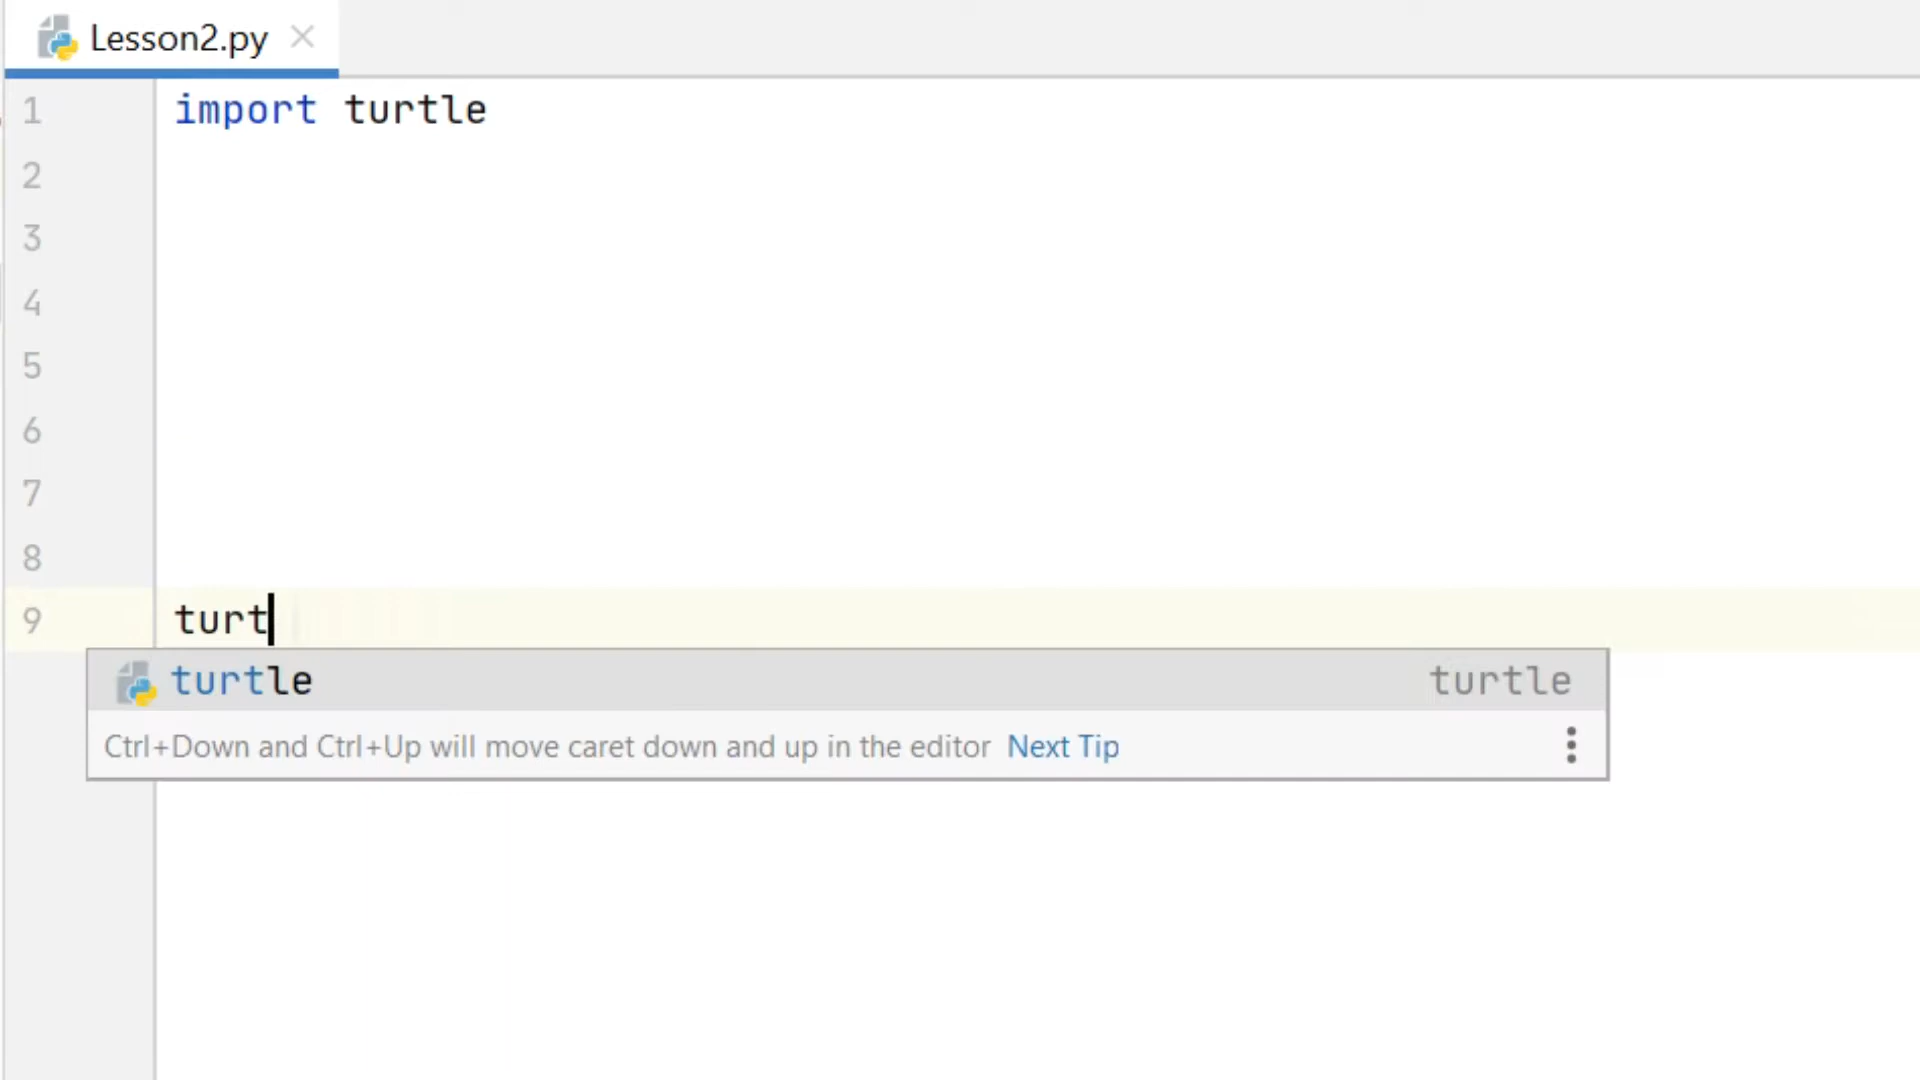 Lesson2.py
1 import turtle
2
3
4
5
6
7
8
9 turt
turtle turtle
Ctrl+Down and Ctrl+Up will move caret down and up in the editor Next Tip